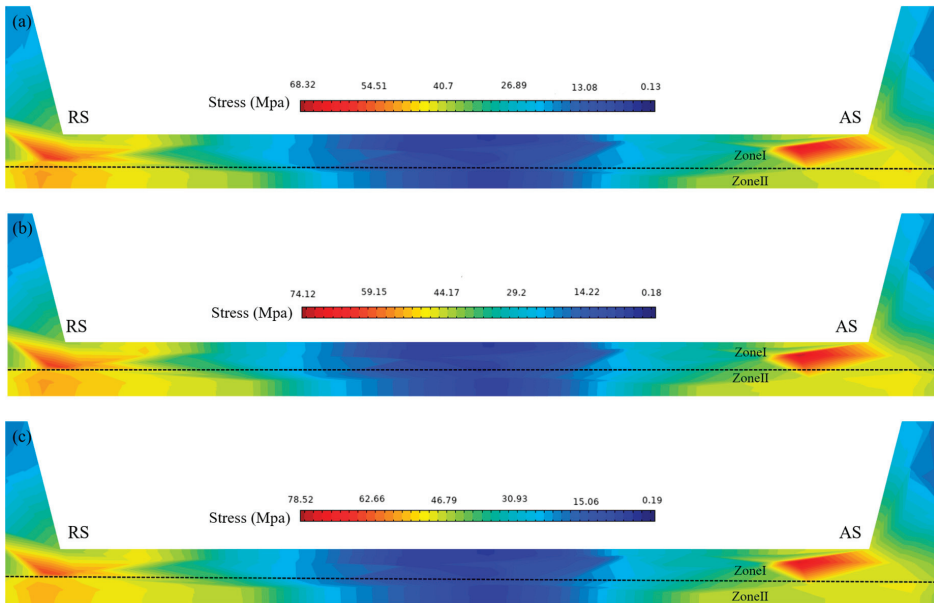 (a)
68.32 54.51 40.7 26.89 13.08 0.13
Stress (Mpa)
RS AS
ZoneI
ZoneII
(b)
74.12 59.15 44.17 29.2 14.22 0.18
Stress (Mpa)
RS AS
ZoneI
ZoneII
(c)
78.52 62.66 46.79 30.93 15.06 0.19
Stress (Mpa)
RS AS
ZoneI
ZoneII